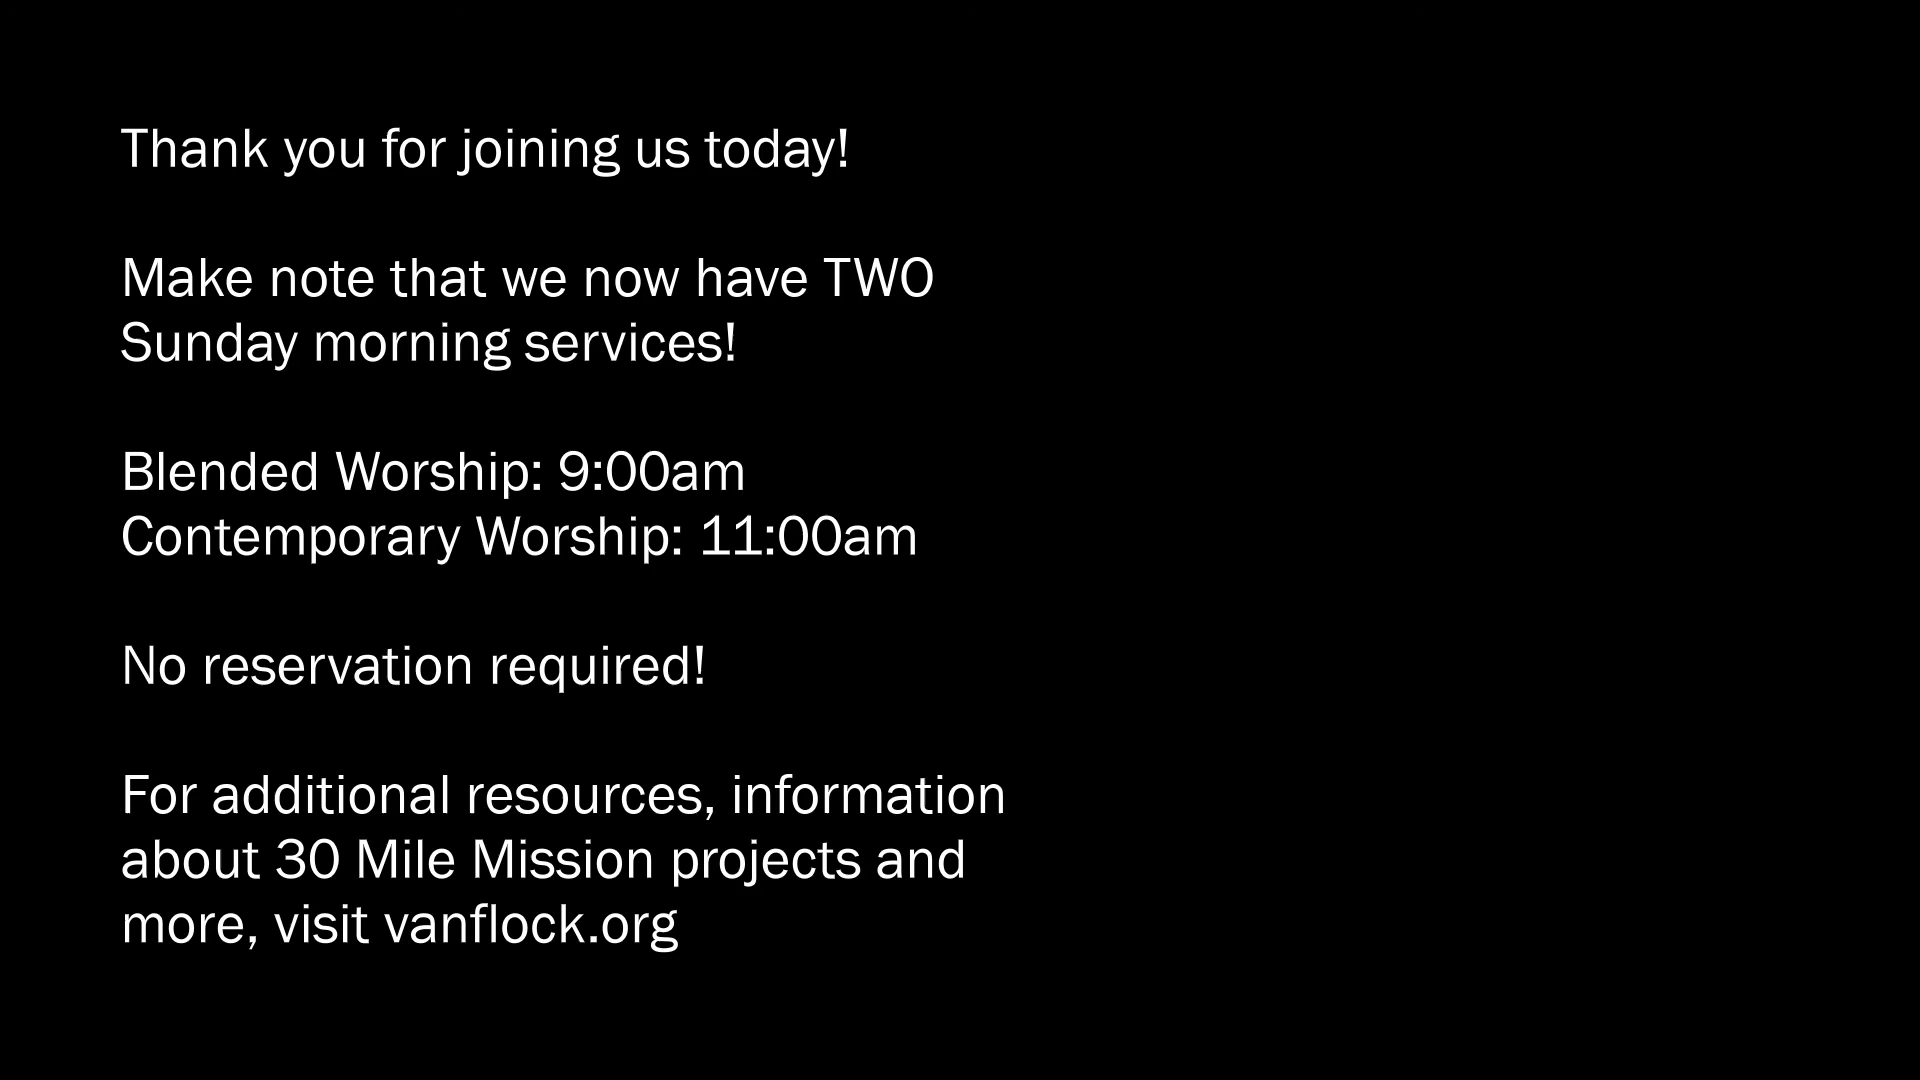 Thank you for joining us today!
Make note that we now have TWO
Sunday morning services!
Blended Worship: 9:00am
Contemporary Worship: 11:00am
No reservation required!
For additional resources, information
about 30 Mile Mission projects and
more, visit vanflock.org